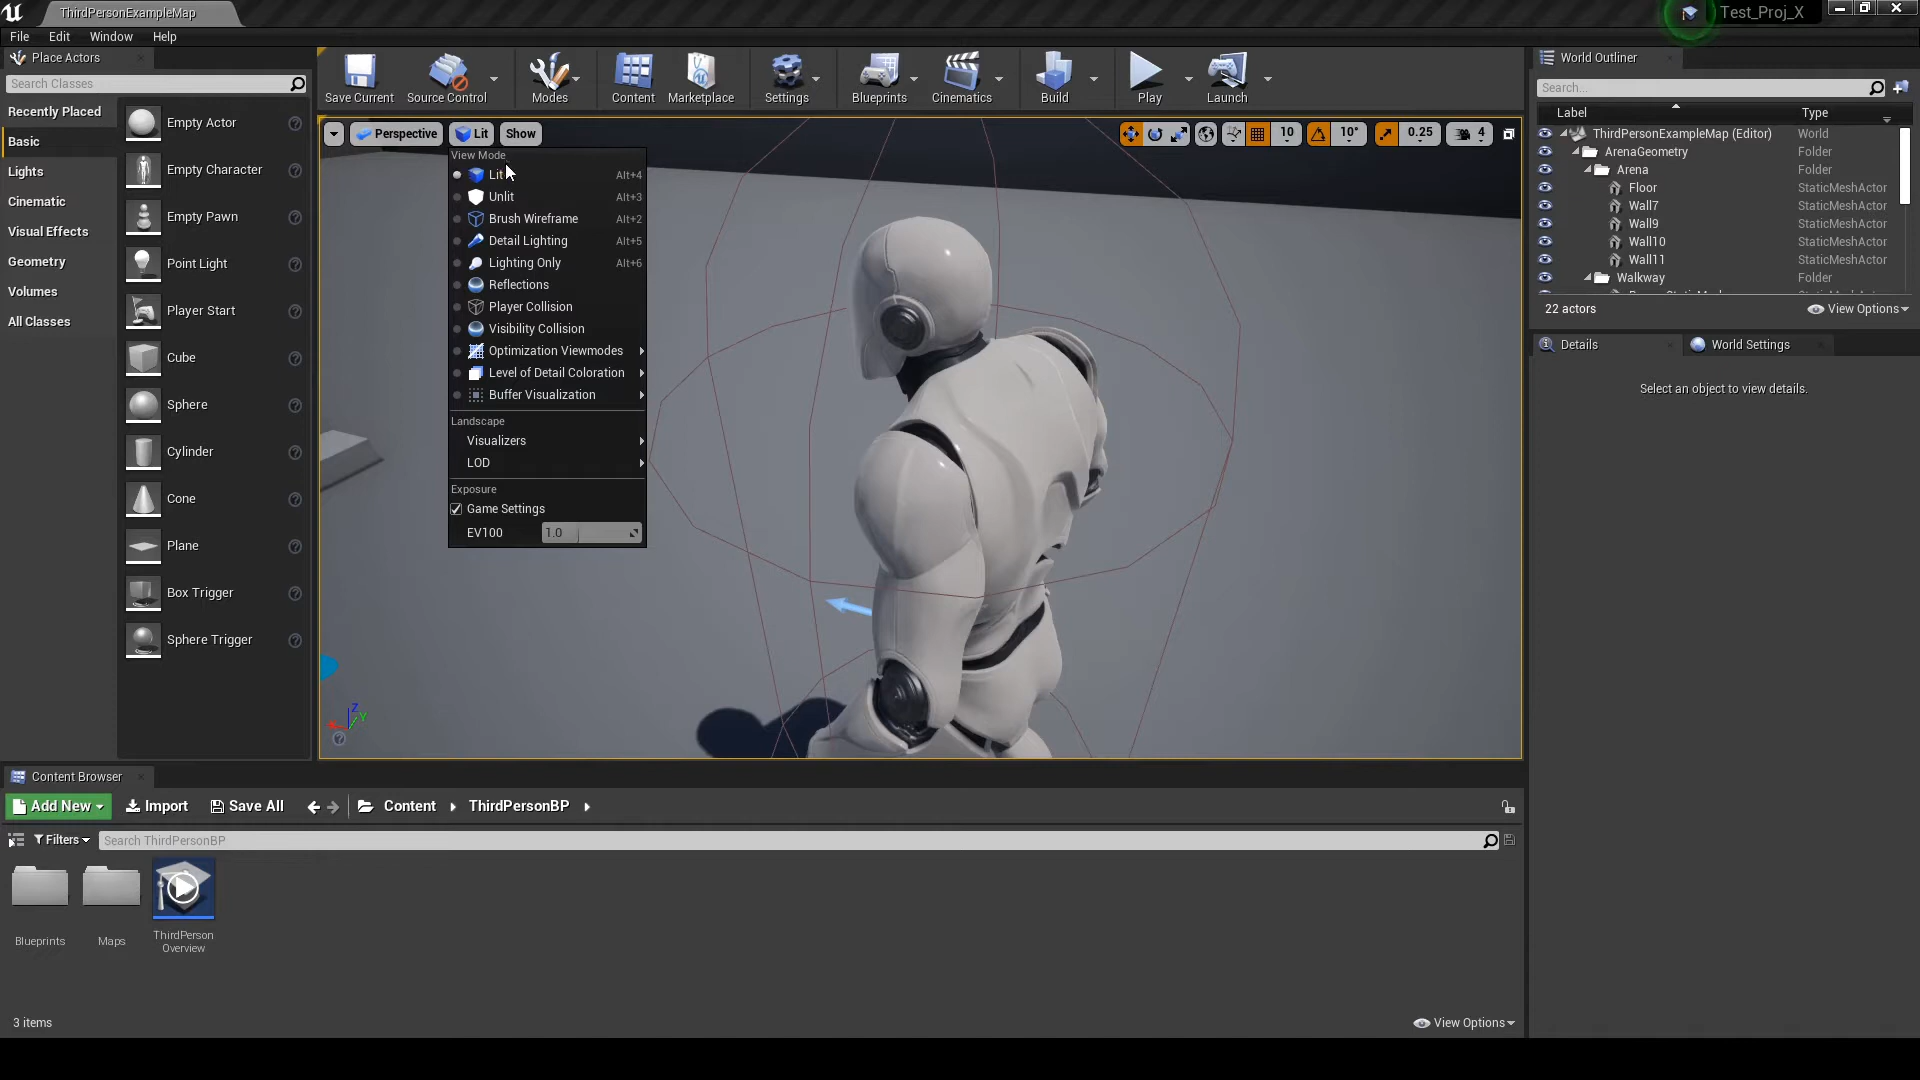 ThirdPersonExampleMap
Test_Proj_X
File Edit Window Help
Place Actors
Search Classes
Recently Placed
Basic
Lights
Cinematic
Visual Effects
Geometry
Volumes
All Classes
Empty Actor
Empty Character
Empty Pawn
Point Light
Player Start
Cube
Sphere
Cylinder
Cone
Plane
Box Trigger
Sphere Trigger
Save Current
Source Control
Modes
Content
Marketplace
Settings
Blueprints
Cinematics
Build
Play
Launch
Perspective Lit Show
10 10° 0.25 4
View Mode
Lit Alt+4
Unlit Alt+3
Brush Wireframe Alt+2
Detail Lighting Alt+5
Lighting Only Alt+6
Reflections
Player Collision
Visibility Collision
Optimization Viewmodes
Level of Detail Coloration
Buffer Visualization
Landscape
Visualizers
LOD
Exposure
Game Settings
EV100 1.0
Z
Y
World Outliner
Search...
Label Type
ThirdPersonExampleMap (Editor) World
ArenaGeometry Folder
Arena Folder
Floor StaticMeshActor
Wall7 StaticMeshActor
Wall9 StaticMeshActor
Wall10 StaticMeshActor
Wall11 StaticMeshActor
Walkway Folder
22 actors View Options
Details World Settings
Select an object to view details.
Content Browser
Add New Import Save All Content ThirdPersonBP
Filters Search ThirdPersonBP
Blueprints
Maps
ThirdPerson
Overview
3 items View Options